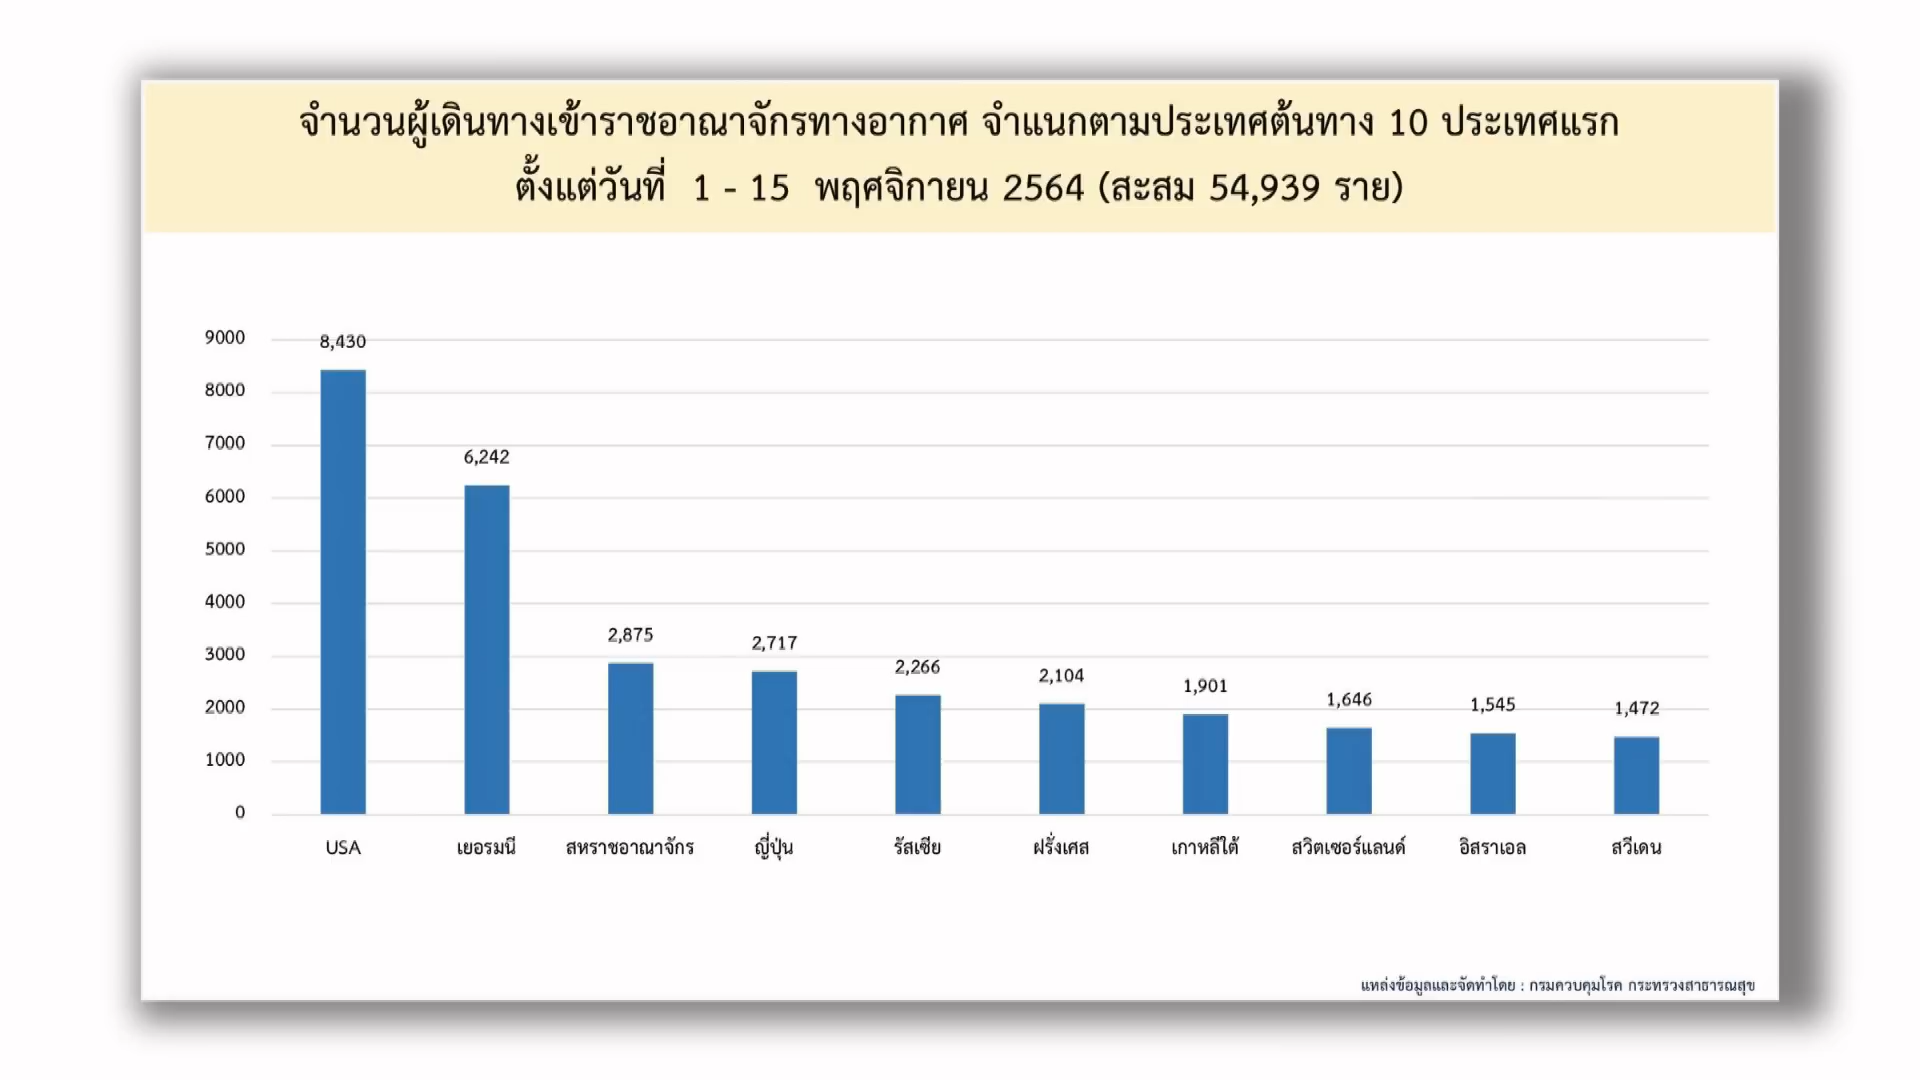 จำนวนผู้เดินทางเข้าราชอาณาจักรทางอากาศ จำแนกตามประเทศต้นทาง 10 ประเทศแรก
ตั้งแต่วันที่ 1 - 15 พฤศจิกายน 2564 (สะสม 54,939 ราย)
9000
8000
7000
6000
5000
4000
3000
2000
1000
0
8,430
6,242
2,875
2,717
2,266
2,104
1,901
1,646
1,545
1,472
USA
เยอรมนี
สหราชอาณาจักร
ญี่ปุ่น
รัสเซีย
ฝรั่งเศส
เกาหลีใต้
สวิตเซอร์แลนด์
อิสราเอล
สวีเดน
แหล่งข้อมูลและจัดทำโดย : กรมควบคุมโรค กระทรวงสาธารณสุข